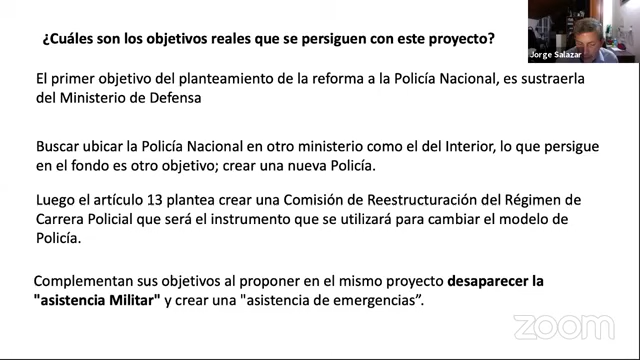 ¿Cuáles son los objetivos reales que se persiguen con este proyecto?
Jorge Salazar
El primer objetivo del planteamiento de la reforma a la Policía Nacional, es sustraerla
del Ministerio de Defensa
Buscar ubicar la Policía Nacional en otro ministerio como el del Interior, lo que persigue
en el fondo es otro objetivo; crear una nueva Policía.
Luego el artículo 13 plantea crear una Comisión de Reestructuración del Régimen de
Carrera Policial que será el instrumento que se utilizará para cambiar el modelo de
Policía.
Complementan sus objetivos al proponer en el mismo proyecto desaparecer la
"asistencia Militar" y crear una "asistencia de emergencias”.
zoom